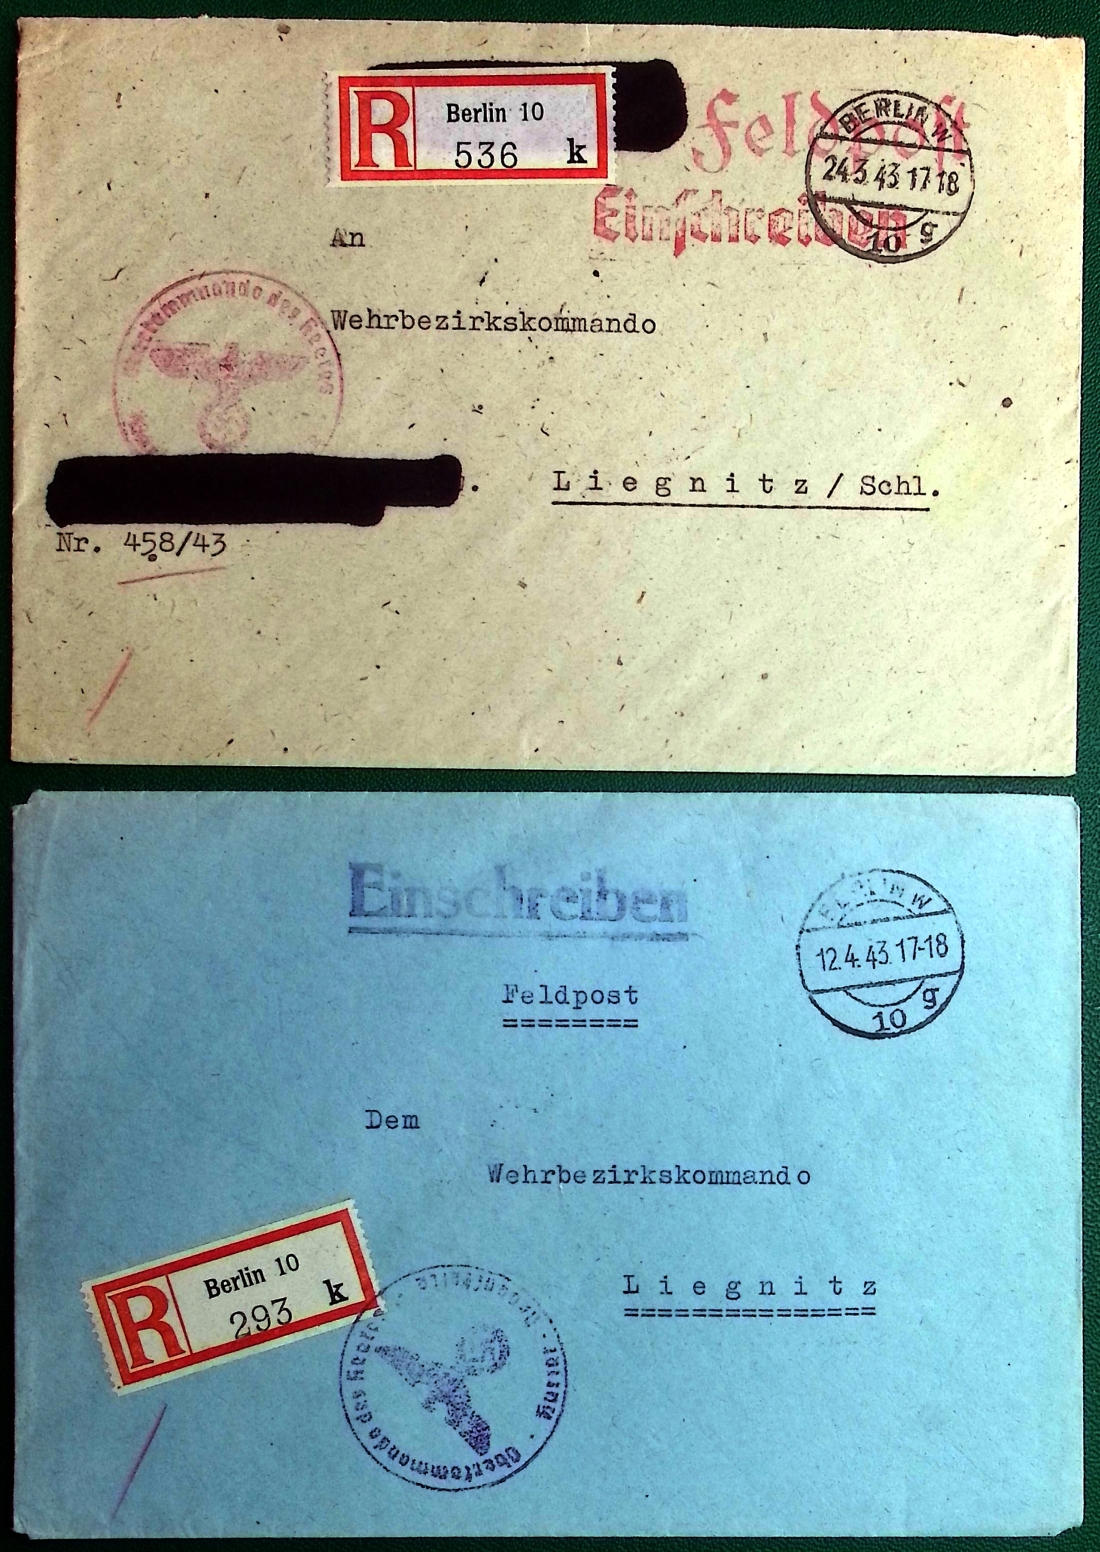 R
Berlin 10
536 k
Feldpost
Einschreiben
BERLIN W
24.3.43.17-18
10 g
An
Wehrbezirkskommando
Oberkommando des Heeres
Liegnitz/Schl.
Nr. 458/43
Einschreiben
BERLIN W
12.4.43.17-18
10 g
Feldpost
Dem
Wehrbezirkskommando
Liegnitz
R
Berlin 10
293 k
Oberkommando des Heeres